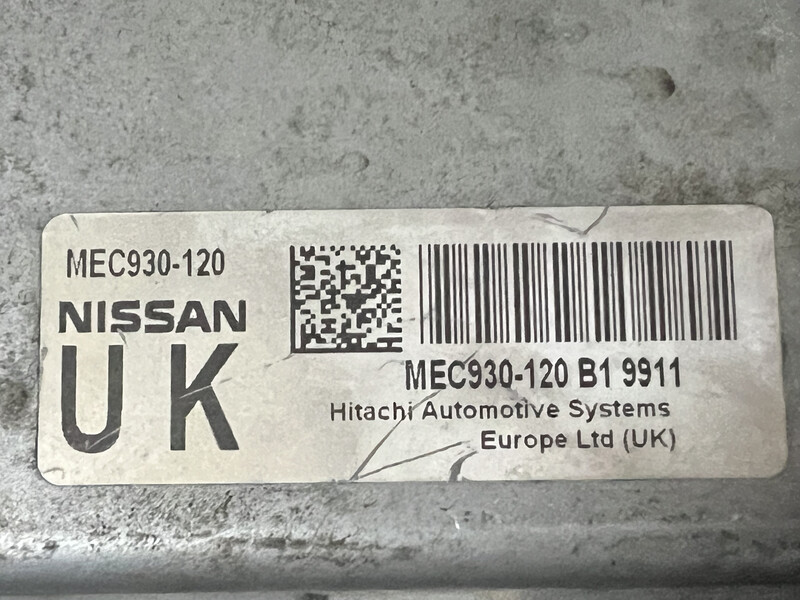 MEC930-120
NISSAN
UK
MEC930-120 B1 9911
Hitachi Automotive Systems
Europe Ltd (UK)